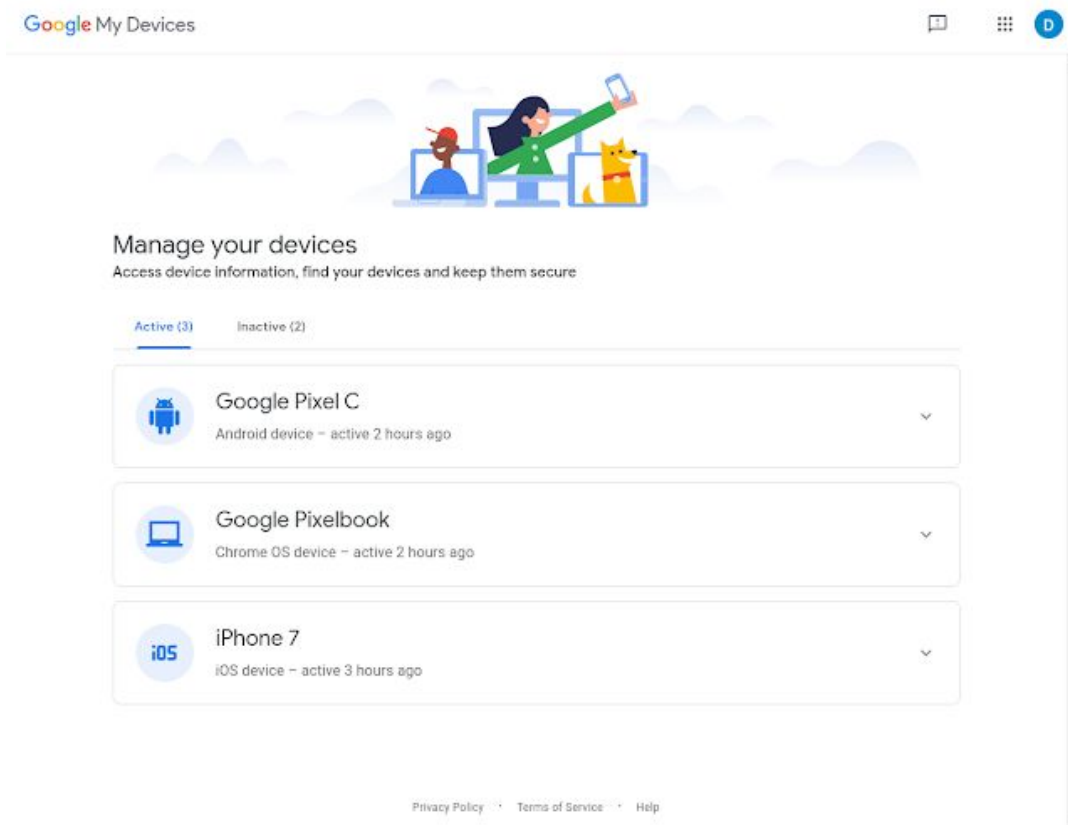 Google My Devices
D
Manage your devices
Access device information, find your devices and keep them secure
Active (3) Inactive (2)
Google Pixel C
Android device – active 2 hours ago
Google Pixelbook
Chrome OS device – active 2 hours ago
iOS
iPhone 7
iOS device – active 3 hours ago
Privacy Policy · Terms of Service · Help